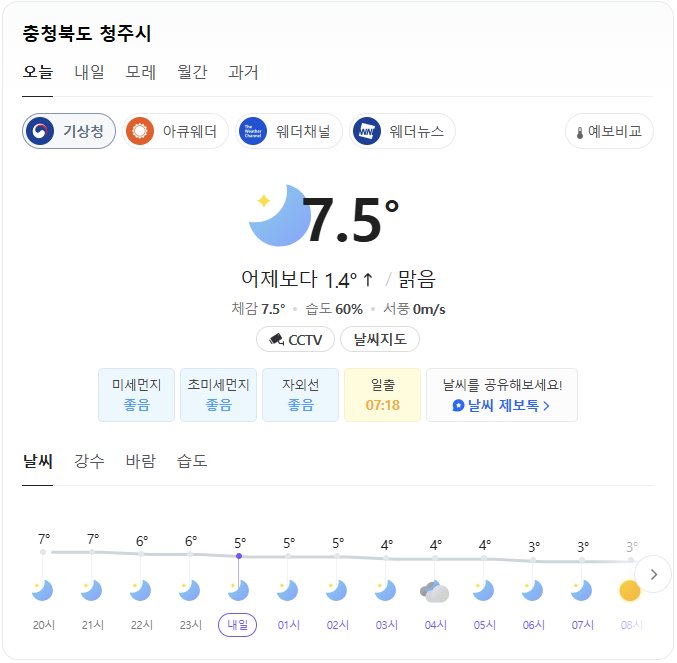 충청북도 청주시
오늘 내일 모레 월간 과거
기상청 The Weather Channel 아큐웨더 웨더채널 WN 웨더뉴스 예보비교
7.5°
어제보다 1.4° ↑ / 맑음
체감 7.5° • 습도 60% • 서풍 0m/s
CCTV 날씨지도
미세먼지 초미세먼지 자외선 일출 날씨를 공유해보세요!
좋음 좋음 좋음 07:18 날씨 제보톡 >
날씨 강수 바람 습도
7° 7° 6° 6° 5° 5° 5° 4° 4° 4° 3° 3° 3°
20시 21시 22시 23시 내일 01시 02시 03시 04시 05시 06시 07시 08시